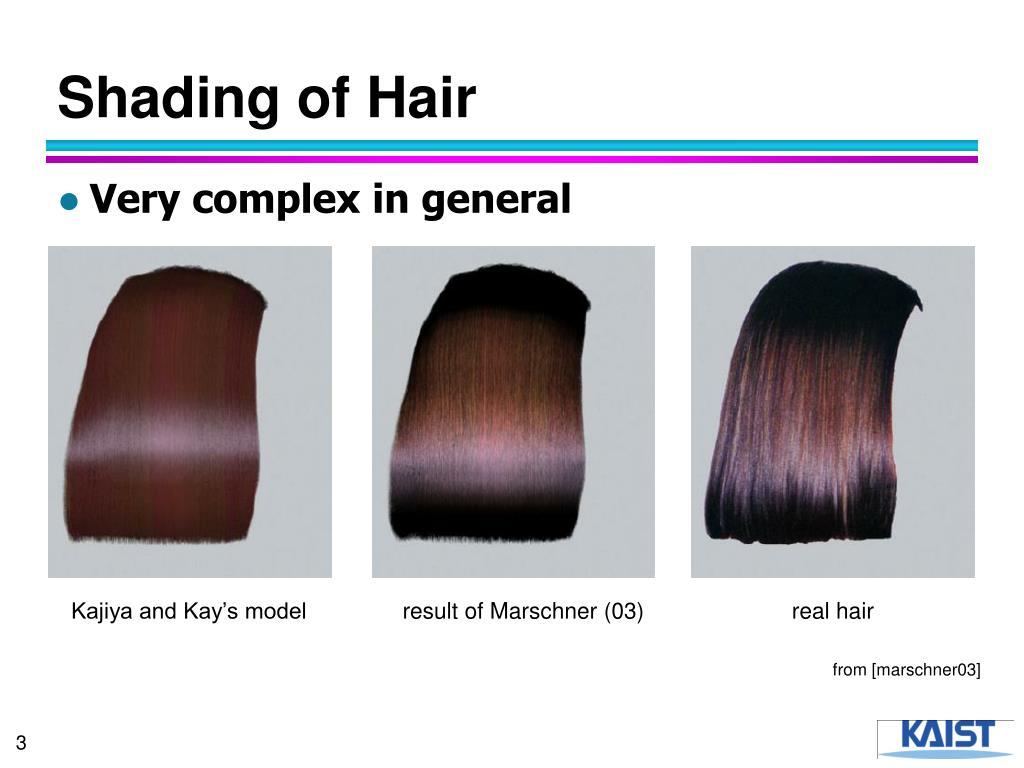 Shading of Hair
● Very complex in general
Kajiya and Kay’s model
result of Marschner (03)
real hair
from [marschner03]
3
KAIST